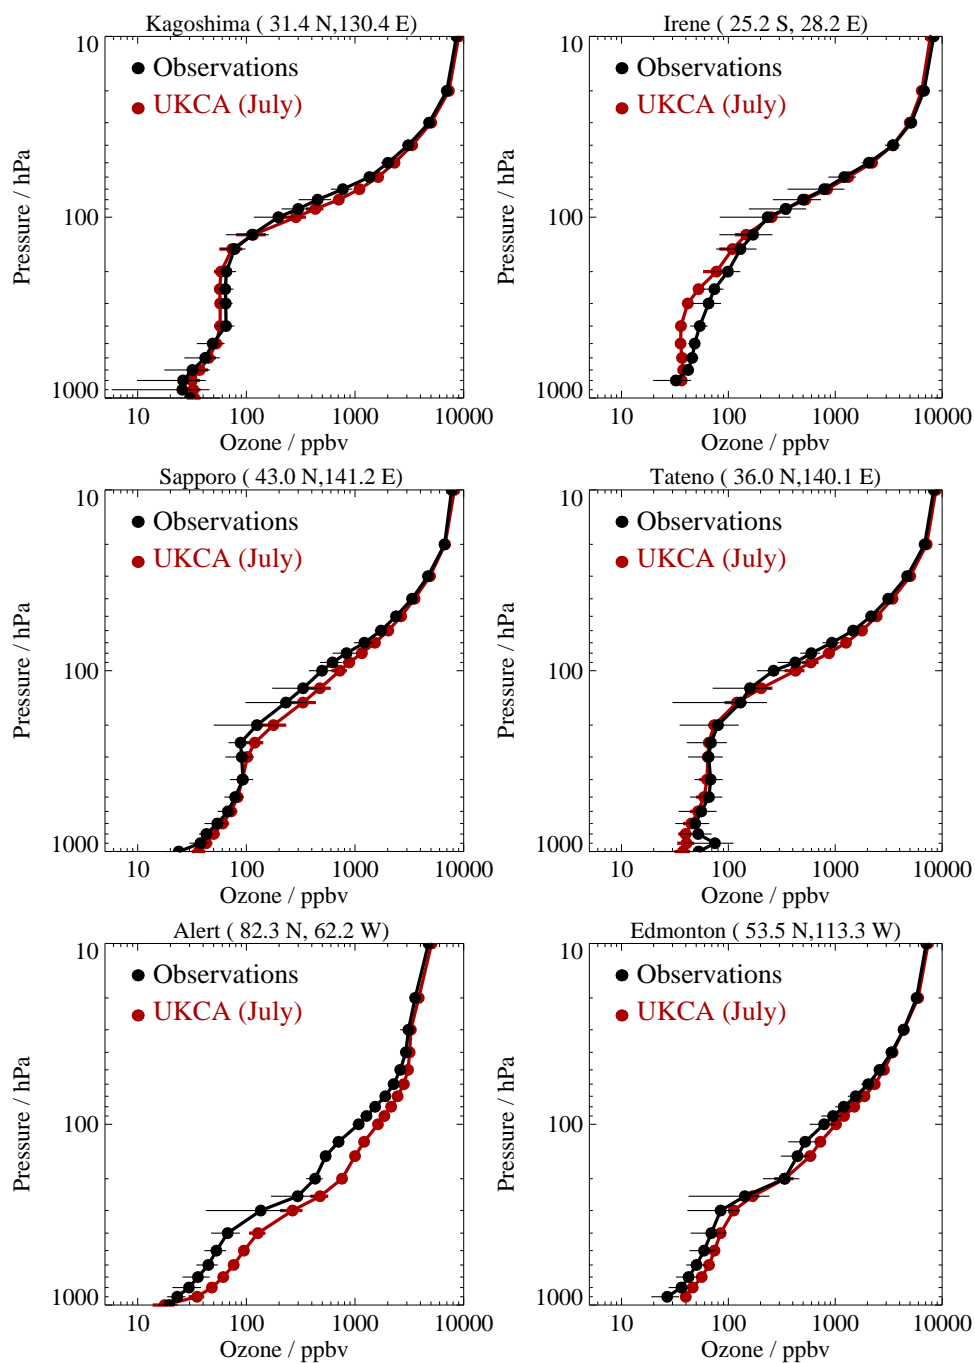 Kagoshima ( 31.4 N,130.4 E)
10
100
1000
Pressure / hPa
Observations
UKCA (July)
10 100 1000 10000
Ozone / ppbv
Irene ( 25.2 S, 28.2 E)
10
100
1000
Pressure / hPa
Observations
UKCA (July)
10 100 1000 10000
Ozone / ppbv
Sapporo ( 43.0 N,141.2 E)
10
100
1000
Pressure / hPa
Observations
UKCA (July)
10 100 1000 10000
Ozone / ppbv
Tateno ( 36.0 N,140.1 E)
10
100
1000
Pressure / hPa
Observations
UKCA (July)
10 100 1000 10000
Ozone / ppbv
Alert ( 82.3 N, 62.2 W)
10
100
1000
Pressure / hPa
Observations
UKCA (July)
10 100 1000 10000
Ozone / ppbv
Edmonton ( 53.5 N,113.3 W)
10
100
1000
Pressure / hPa
Observations
UKCA (July)
10 100 1000 10000
Ozone / ppbv